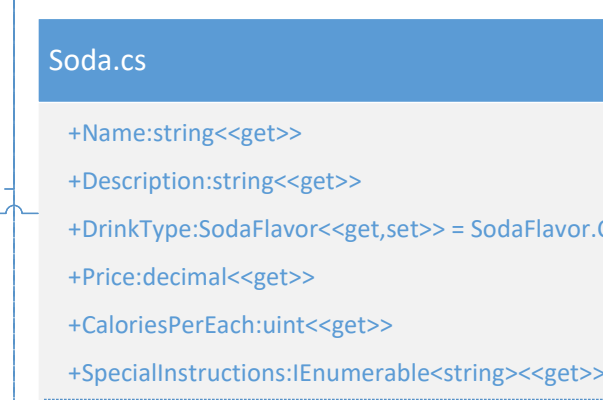 Soda.cs
+Name:string<<get>>
+Description:string<<get>>
+DrinkType:SodaFlavor<<get,set>> = SodaFlavor.
+Price:decimal<<get>>
+CaloriesPerEach:uint<<get>>
+SpecialInstructions:IEnumerable<string><<get>>